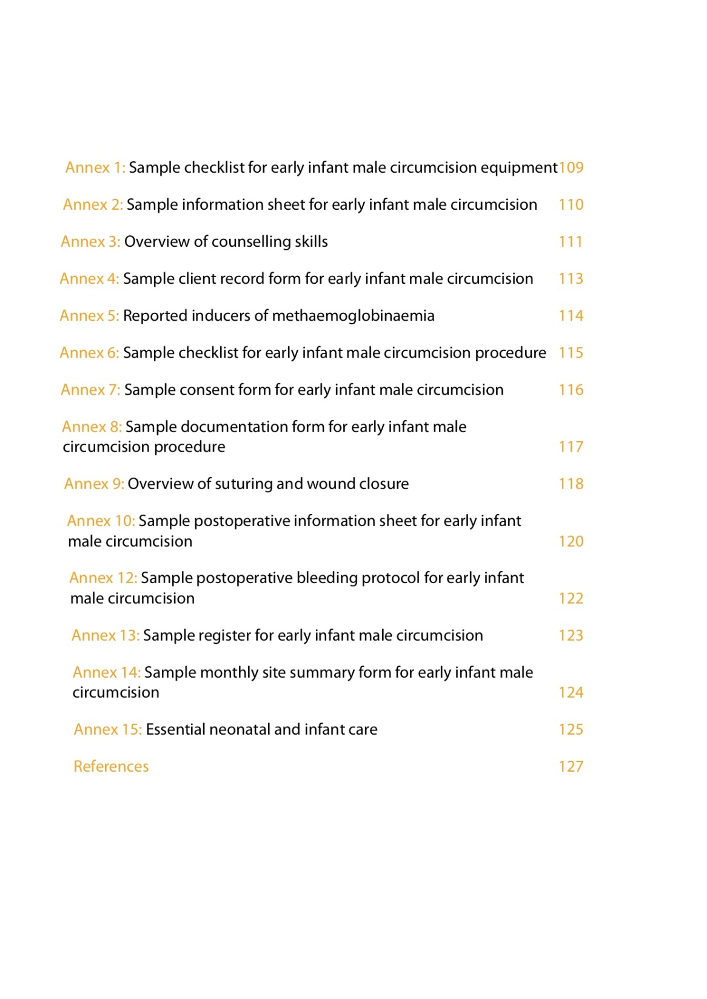 Annex 1: Sample checklist for early infant male circumcision equipment109
Annex 2: Sample information sheet for early infant male circumcision 110
Annex 3: Overview of counselling skills 111
Annex 4: Sample client record form for early infant male circumcision 113
Annex 5: Reported inducers of methaemoglobinaemia 114
Annex 6: Sample checklist for early infant male circumcision procedure 115
Annex 7: Sample consent form for early infant male circumcision 116
Annex 8: Sample documentation form for early infant male
circumcision procedure 117
Annex 9: Overview of suturing and wound closure 118
Annex 10: Sample postoperative information sheet for early infant
male circumcision 120
Annex 12: Sample postoperative bleeding protocol for early infant
male circumcision 122
Annex 13: Sample register for early infant male circumcision 123
Annex 14: Sample monthly site summary form for early infant male
circumcision 124
Annex 15: Essential neonatal and infant care 125
References 127